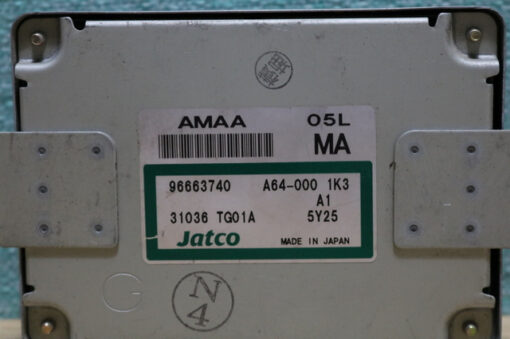 AMAA 05L
MA
96663740 A64-000 1K3
A1
31036 TG01A 5Y25
Jatco MADE IN JAPAN
N
4